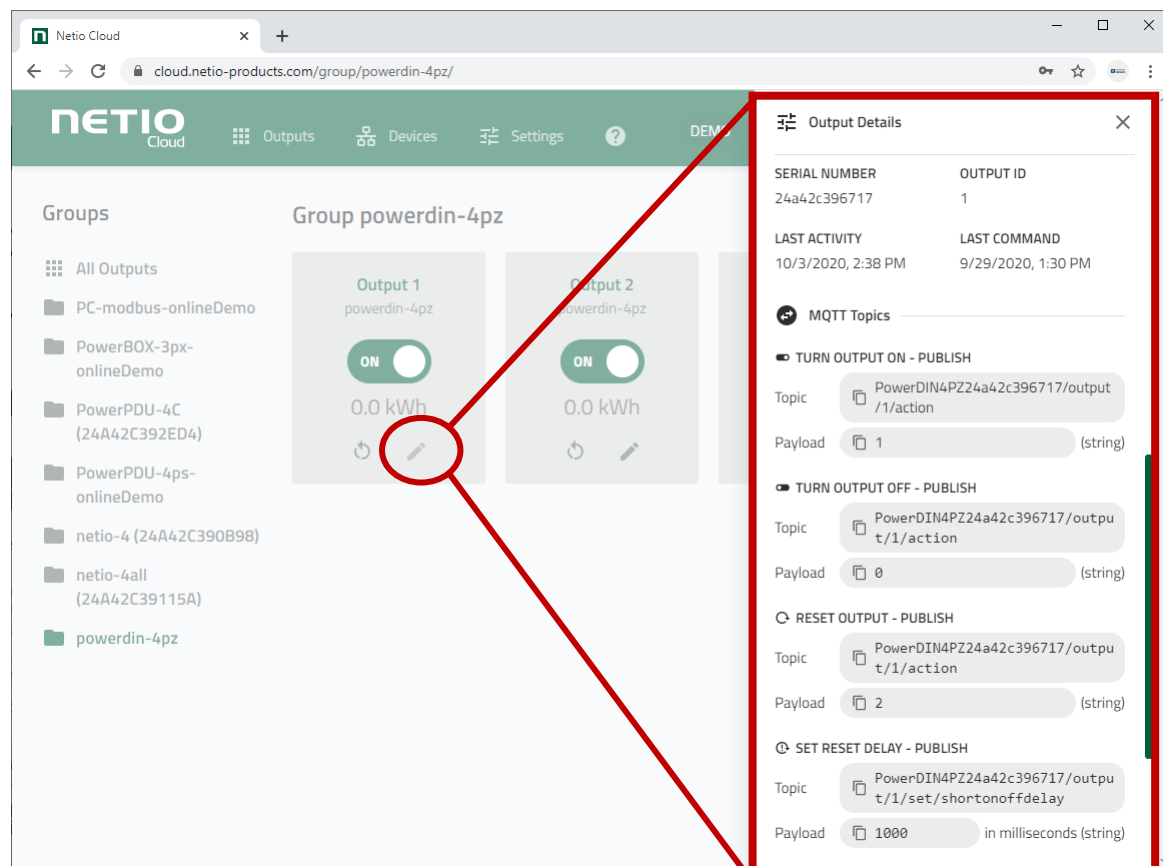 Netio Cloud
cloud.netio-products.com/group/powerdin-4pz/
NETIO
Cloud
Outputs
Devices
Settings
?
DEMO
Groups
All Outputs
PC-modbus-onlineDemo
PowerBOX-3px-
onlineDemo
PowerPDU-4C
(24A42C392ED4)
PowerPDU-4ps-
onlineDemo
netio-4 (24A42C390B98)
netio-4all
(24A42C39115A)
powerdin-4pz
Group powerdin-4pz
Output 1
powerdin-4pz
ON
0.0 kWh
Output 2
powerdin-4pz
ON
0.0 kWh
Output Details
SERIAL NUMBER OUTPUT ID
24a42c396717 1
LAST ACTIVITY LAST COMMAND
10/3/2020, 2:38 PM 9/29/2020, 1:30 PM
MQTT Topics
TURN OUTPUT ON - PUBLISH
Topic PowerDIN4PZ24a42c396717/output
/1/action
Payload 1 (string)
TURN OUTPUT OFF - PUBLISH
Topic PowerDIN4PZ24a42c396717/outpu
t/1/action
Payload 0 (string)
RESET OUTPUT - PUBLISH
Topic PowerDIN4PZ24a42c396717/outpu
t/1/action
Payload 2 (string)
SET RESET DELAY - PUBLISH
Topic PowerDIN4PZ24a42c396717/outpu
t/1/set/shortonoffdelay
Payload 1000 in milliseconds (string)